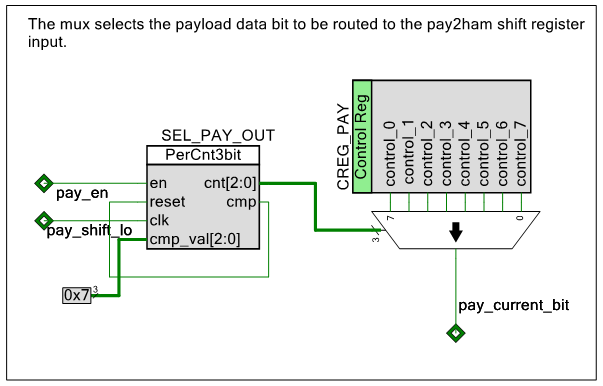 The mux selects the payload data bit to be routed to the pay2ham shift register
input.
SEL_PAY_OUT
PerCnt3bit
en
cnt[2:0]
reset
cmp
clk
cmp_val[2:0]
pay_en
pay_shift_lo
0x7
3
CREG_PAY
Control Reg
control_0
control_1
control_2
control_3
control_4
control_5
control_6
control_7
7
0
3
pay_current_bit